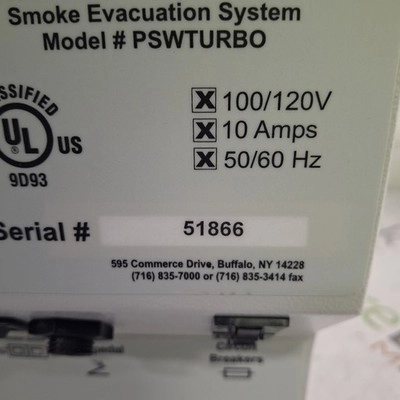 Smoke Evacuation System
Model # PSWTURBO
SSIFIED
UL
®
US
9D93
X 100/120V
X 10 Amps
X 50/60 Hz
Serial # 51866
595 Commerce Drive, Buffalo, NY 14228
(716) 835-7000 or (716) 835-3414 fax
Circuit
Breakers